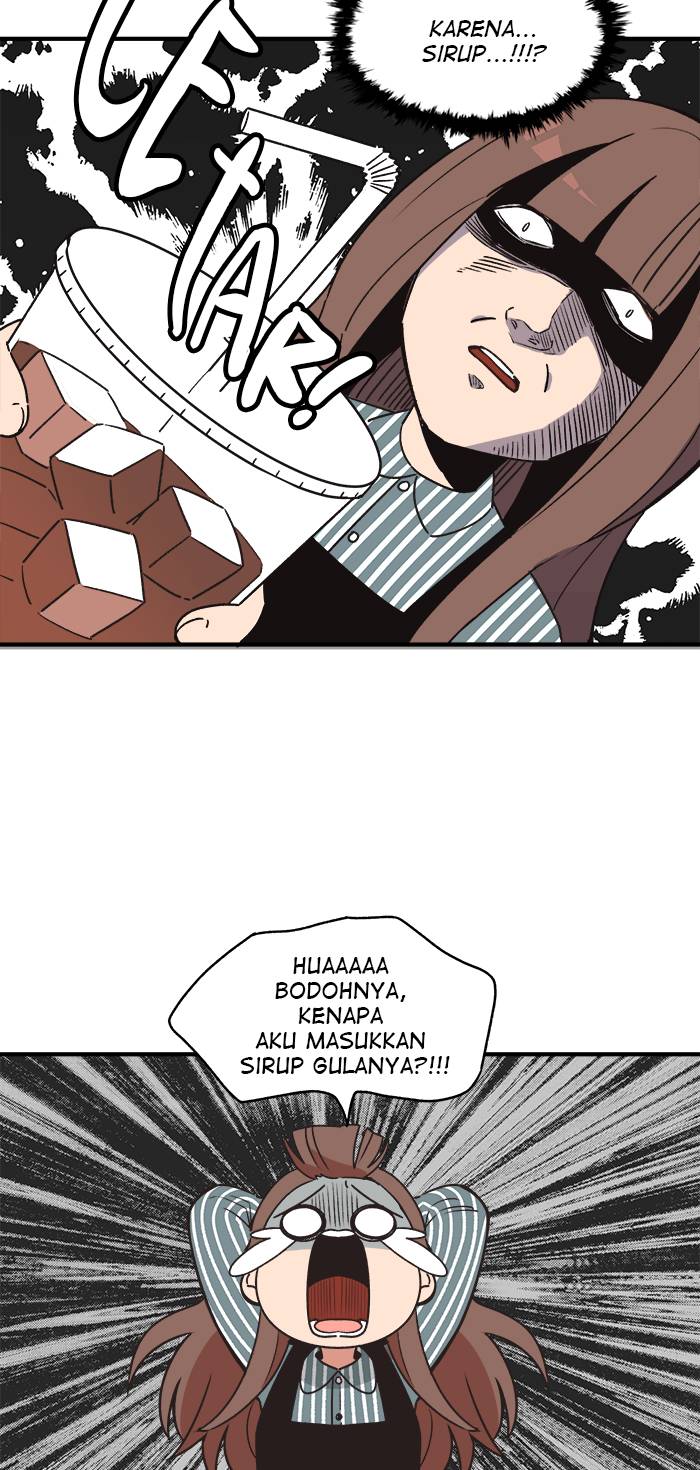 KARENA...
SIRUP...!!!?
CETAR!
HUAAAAA
BODOHNYA,
KENAPA
AKU MASUKKAN
SIRUP GULANYA?!!!